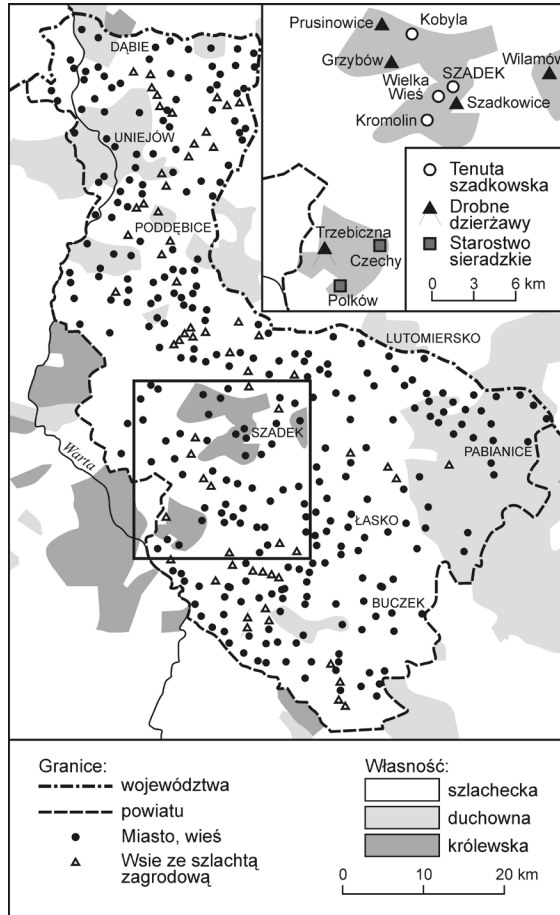 DĄBIE
UNIEJÓW
PODDĘBICE
LUTOMIERSKO
SZADEK
PABIANICE
Warta
ŁASKO
BUCZEK
Prusinowice
Kobyla
Grzybów
Wielka
Wieś
SZADEK
Wilamów
Szadkowice
Kromolin
Trzebiczna
Czechy
Polków
Tenuta
szadkowska
Drobne
dzierżawy
Starostwo
sieradzkie
0 3 6 km
Granice:
województwa
powiatu
Miasto, wieś
Wsie ze szlachtą
zagrodową
Własność:
szlachecka
duchowna
królewska
0 10 20 km